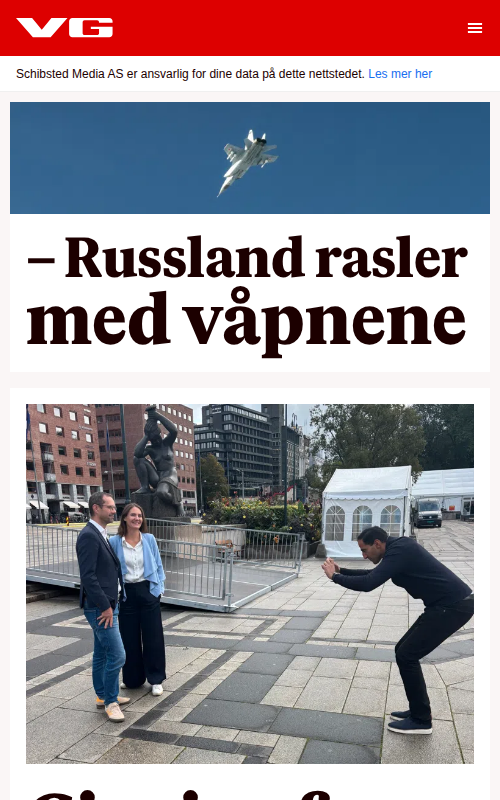 VG
Schibsted Media AS er ansvarlig for dine data på dette nettstedet. Les mer her
– Russland rasler
med våpnene